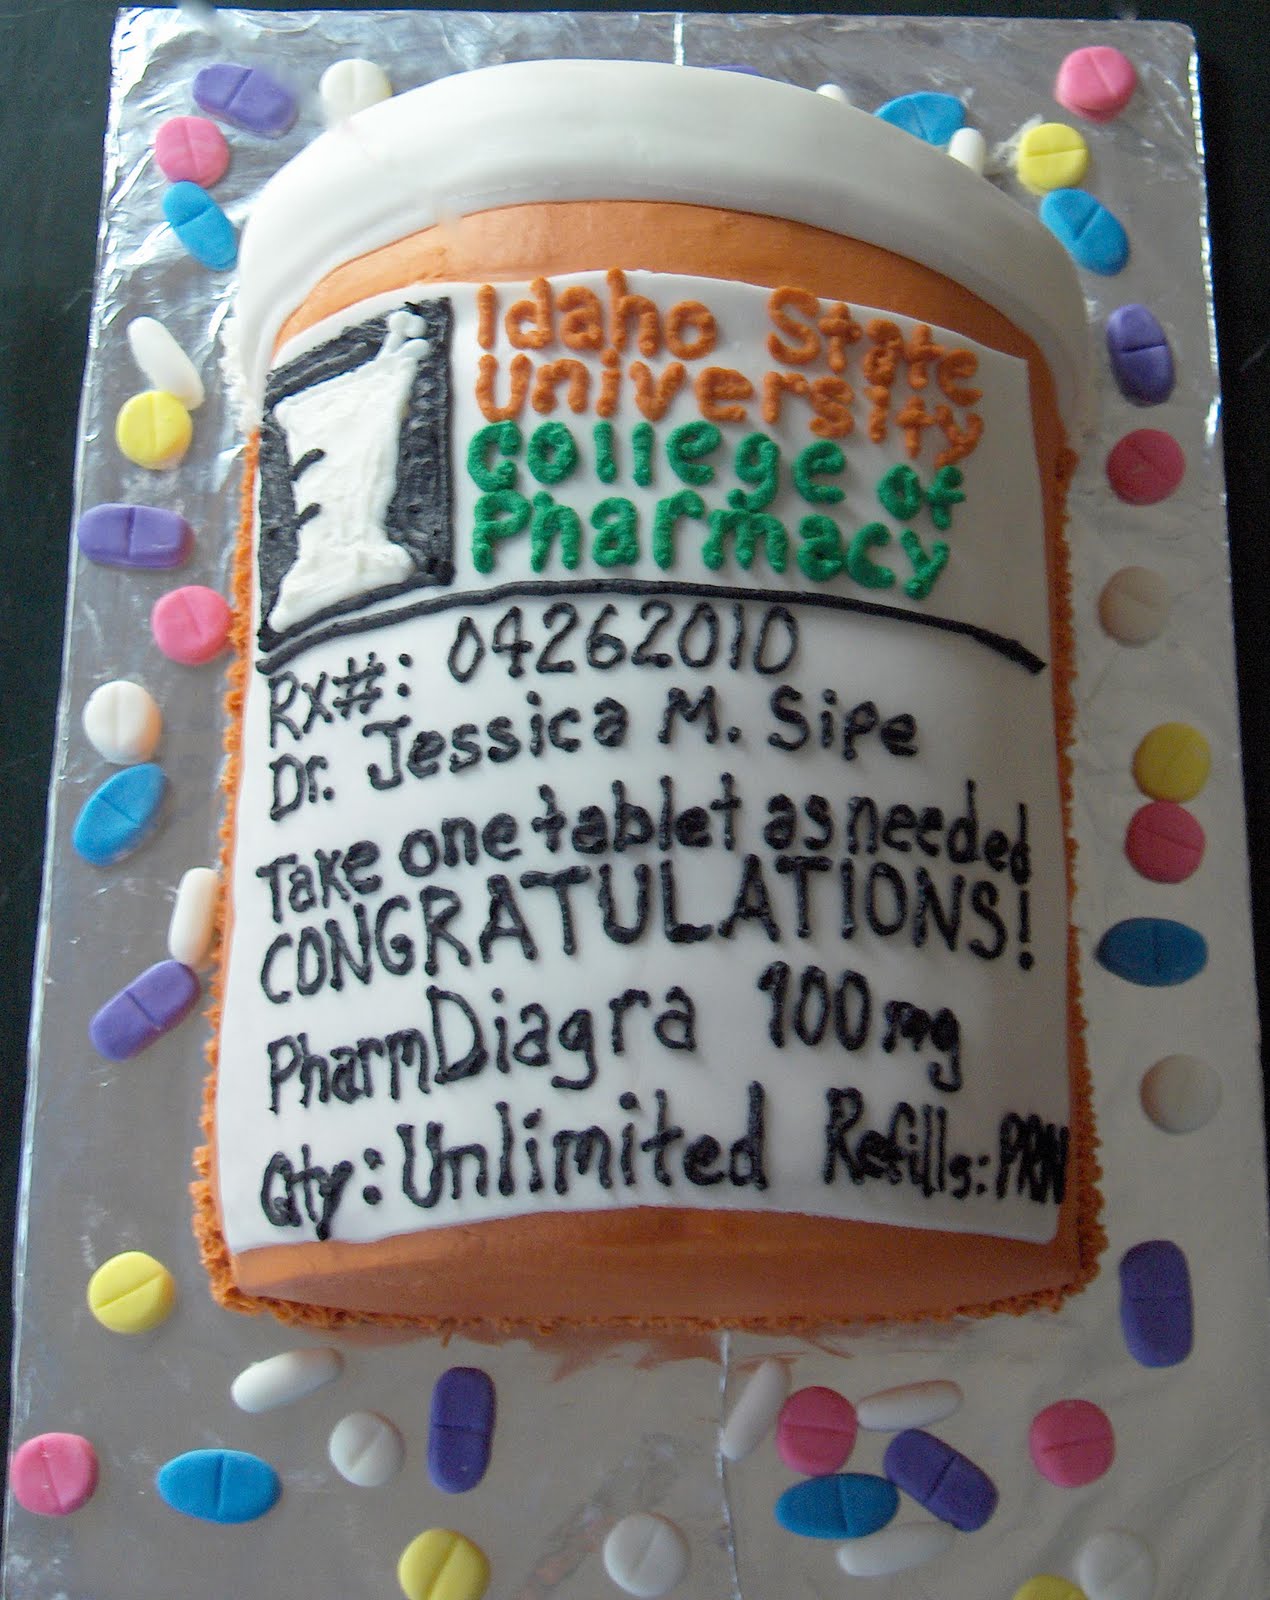 Idaho State
University
College of
Pharmacy
Rx#: 04262010
Dr. Jessica M. Sipe
Take one tablet as needed
CONGRATULATIONS!
PharmDiagra 100mg
Qty: Unlimited Refills: PRN